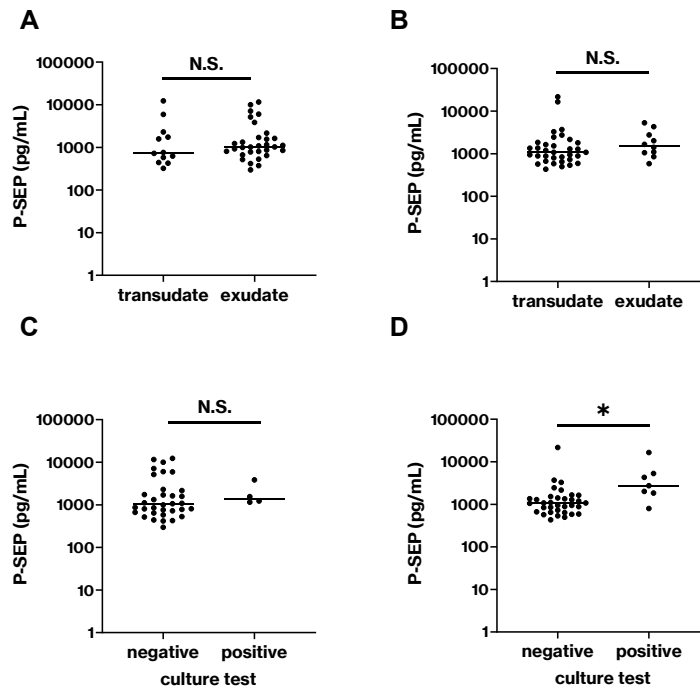 A
N.S.
100000
10000
1000
100
10
1
P-SEP (pg/mL)
transudate exudate
B
N.S.
100000
10000
1000
100
10
1
P-SEP (pg/mL)
transudate exudate
C
N.S.
100000
10000
1000
100
10
1
P-SEP (pg/mL)
negative positive
culture test
D
*
100000
10000
1000
100
10
1
P-SEP (pg/mL)
negative positive
culture test